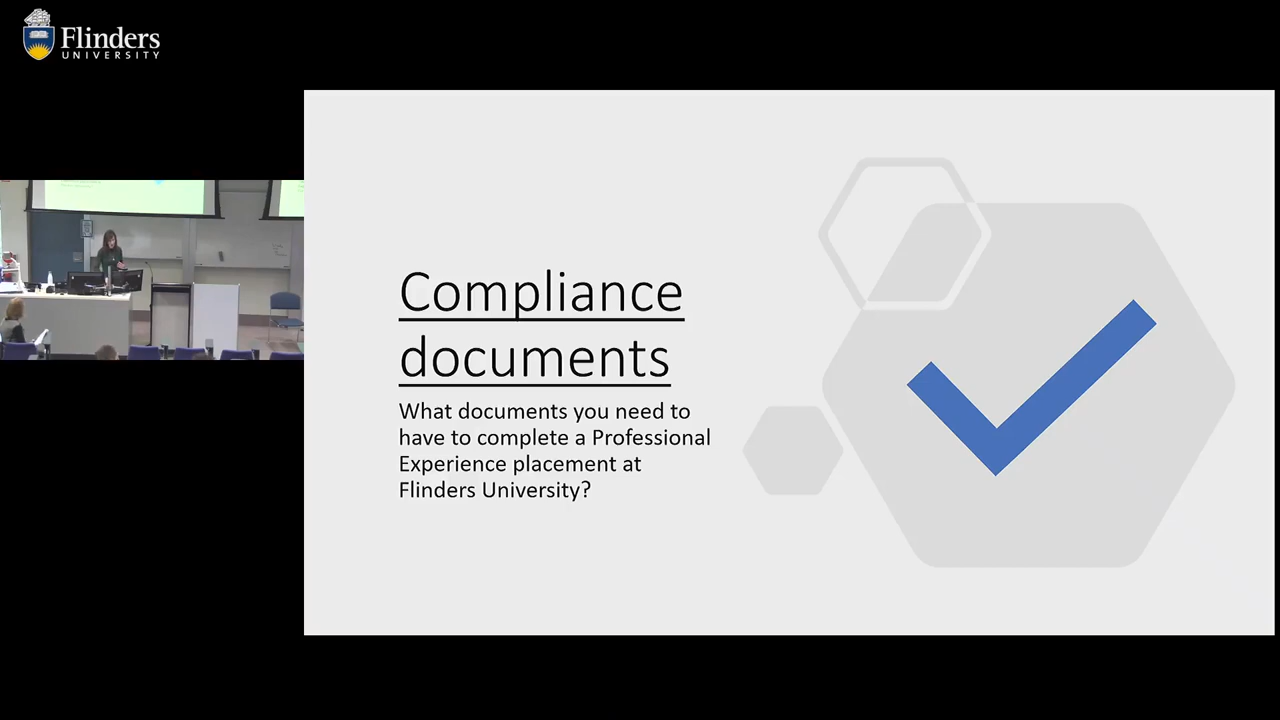 Flinders
UNIVERSITY
Compliance
documents
What documents you need to
have to complete a Professional
Experience placement at
Flinders University?